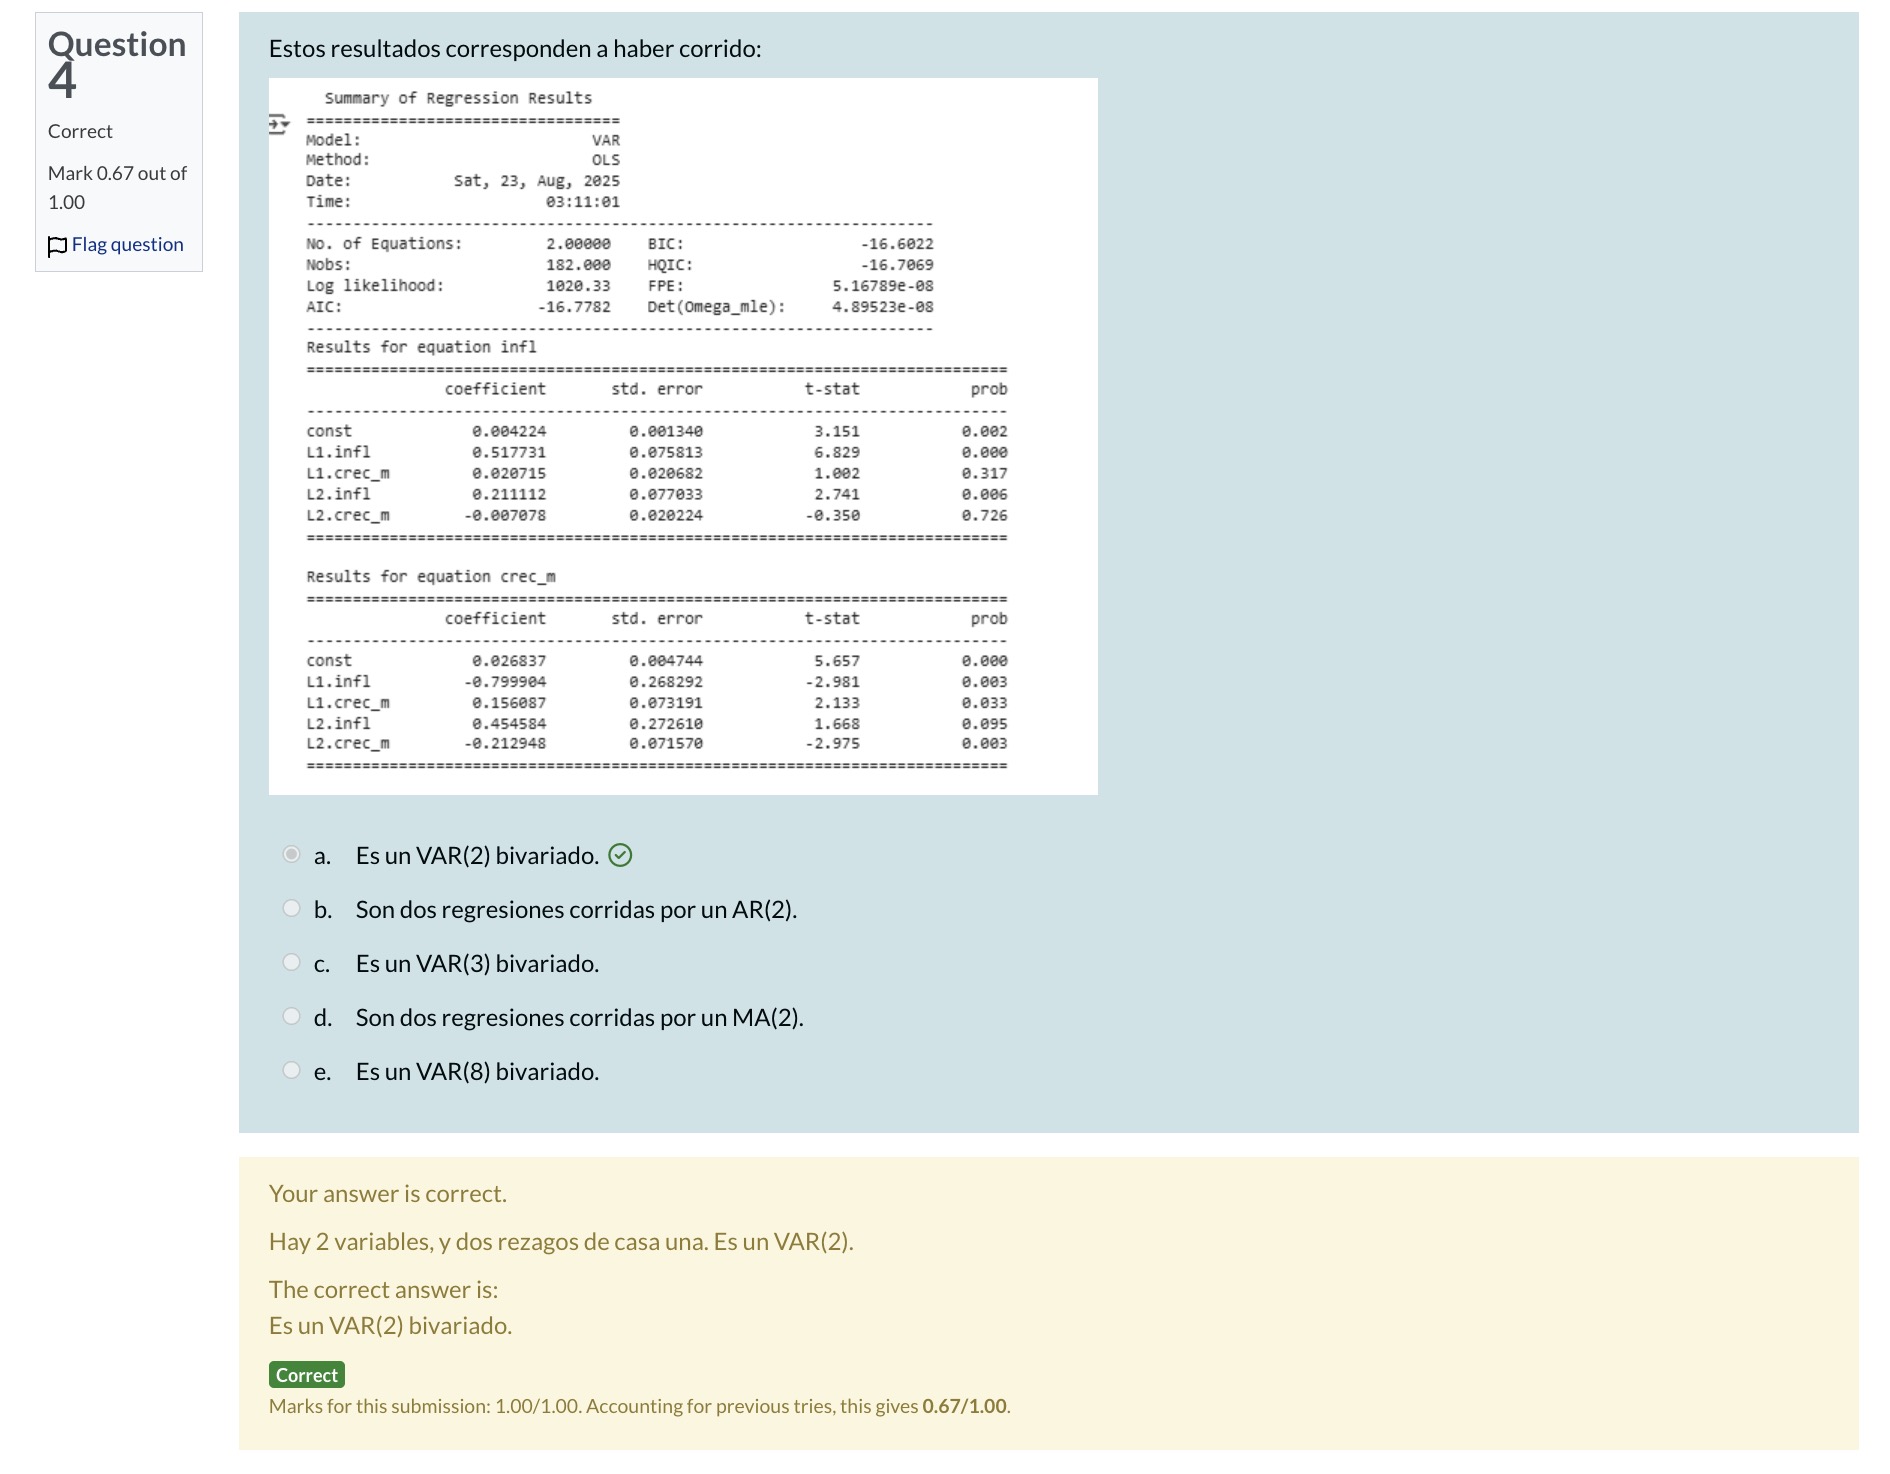 Question
4
Correct
Mark 0.67 out of
1.00
Flag question
Estos resultados corresponden a haber corrido:
Summary of Regression Results
==================================
Model: VAR
Method: OLS
Date: Sat, 23, Aug, 2025
Time: 03:11:01
--------------------------------------------------------------------
No. of Equations: 2.00000 BIC: -16.6022
Nobs: 182.000 HQIC: -16.7069
Log likelihood: 1020.33 FPE: 5.16789e-08
AIC: -16.7782 Det(Omega_mle): 4.89523e-08
--------------------------------------------------------------------
Results for equation infl
============================================================================
coefficient std. error t-stat prob
----------------------------------------------------------------------------
const 0.004224 0.001340 3.151 0.002
L1.infl 0.517731 0.075813 6.829 0.000
L1.crec_m 0.020715 0.020682 1.002 0.317
L2.infl 0.211112 0.077033 2.741 0.006
L2.crec_m -0.007078 0.020224 -0.350 0.726
============================================================================
Results for equation crec_m
============================================================================
coefficient std. error t-stat prob
----------------------------------------------------------------------------
const 0.026837 0.004744 5.657 0.000
L1.infl -0.799904 0.268292 -2.981 0.003
L1.crec_m 0.156087 0.073191 2.133 0.033
L2.infl 0.454584 0.272610 1.668 0.095
L2.crec_m -0.212948 0.071570 -2.975 0.003
============================================================================
a. Es un VAR(2) bivariado.
b. Son dos regresiones corridas por un AR(2).
c. Es un VAR(3) bivariado.
d. Son dos regresiones corridas por un MA(2).
e. Es un VAR(8) bivariado.
Your answer is correct.
Hay 2 variables, y dos rezagos de casa una. Es un VAR(2).
The correct answer is:
Es un VAR(2) bivariado.
Correct
Marks for this submission: 1.00/1.00. Accounting for previous tries, this gives 0.67/1.00.